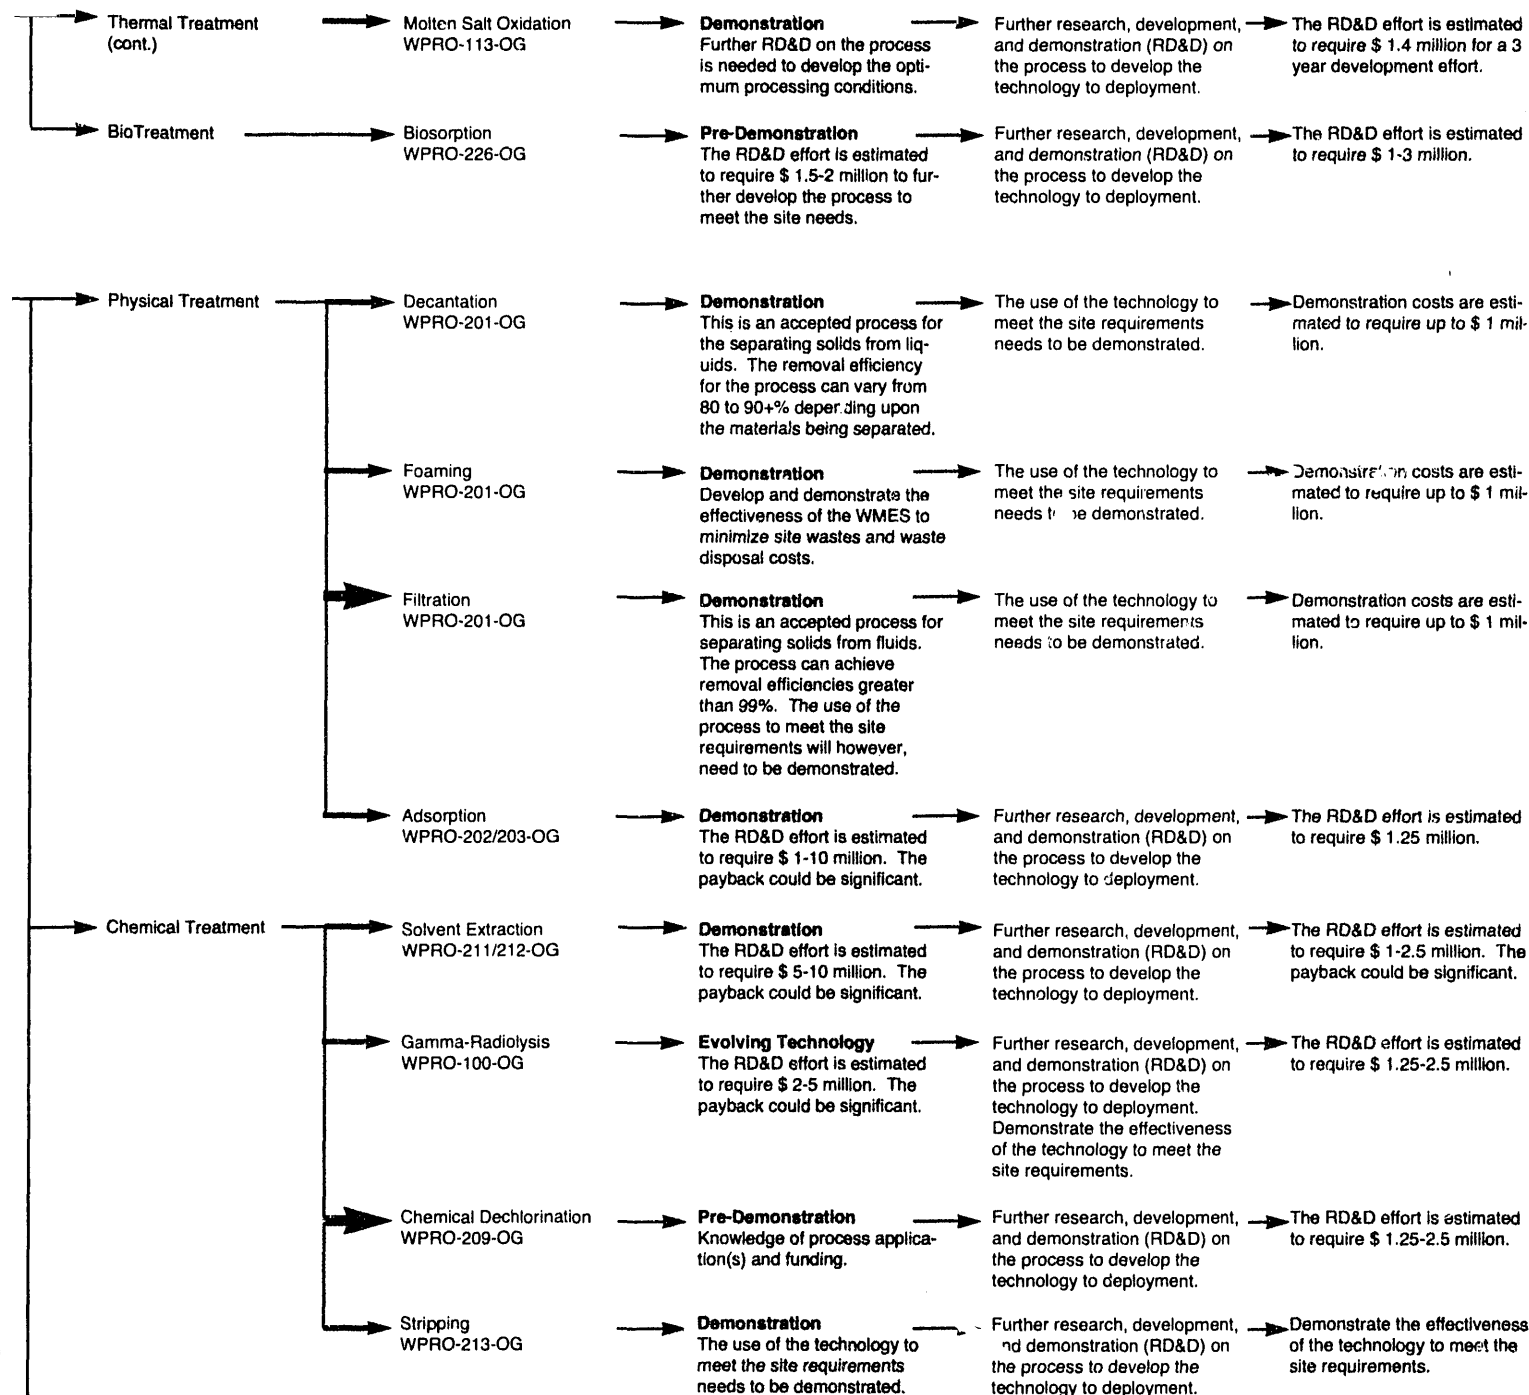 Thermal Treatment
(cont.)
Molten Salt Oxidation
WPRO-113-OG
Demonstration
Further RD&D on the process
is needed to develop the opti-
mum processing conditions.
Further research, development,
and demonstration (RD&D) on
the process to develop the
technology to deployment.
The RD&D effort is estimated
to require $ 1.4 million for a 3
year development effort.
BioTreatment
Biosorption
WPRO-226-OG
Pre-Demonstration
The RD&D effort is estimated
to require $ 1.5-2 million to fur-
ther develop the process to
meet the site needs.
Further research, development,
and demonstration (RD&D) on
the process to develop the
technology to deployment.
The RD&D effort is estimated
to require $ 1-3 million.
Physical Treatment
Decantation
WPRO-201-OG
Demonstration
This is an accepted process for
the separating solids from liq-
uids. The removal efficiency
for the process can vary from
80 to 90+% depending upon
the materials being separated.
The use of the technology to
meet the site requirements
needs to be demonstrated.
Demonstration costs are esti-
mated to require up to $ 1 mil-
lion.
Foaming
WPRO-201-OG
Demonstration
Develop and demonstrate the
effectiveness of the WMES to
minimize site wastes and waste
disposal costs.
The use of the technology to
meet the site requirements
needs to be demonstrated.
Demonstration costs are esti-
mated to require up to $ 1 mil-
lion.
Filtration
WPRO-201-OG
Demonstration
This is an accepted process for
separating solids from fluids.
The process can achieve
removal efficiencies greater
than 99%. The use of the
process to meet the site
requirements will however,
need to be demonstrated.
The use of the technology to
meet the site requirements
needs to be demonstrated.
Demonstration costs are esti-
mated to require up to $ 1 mil-
lion.
Adsorption
WPRO-202/203-OG
Demonstration
The RD&D effort is estimated
to require $ 1-10 million. The
payback could be significant.
Further research, development,
and demonstration (RD&D) on
the process to develop the
technology to deployment.
The RD&D effort is estimated
to require $ 1.25 million.
Chemical Treatment
Solvent Extraction
WPRO-211/212-OG
Demonstration
The RD&D effort is estimated
to require $ 5-10 million. The
payback could be significant.
Further research, development,
and demonstration (RD&D) on
the process to develop the
technology to deployment.
The RD&D effort is estimated
to require $ 1-2.5 million. The
payback could be significant.
Gamma-Radiolysis
WPRO-100-OG
Evolving Technology
The RD&D effort is estimated
to require $ 2-5 million. The
payback could be significant.
Further research, development,
and demonstration (RD&D) on
the process to develop the
technology to deployment.
Demonstrate the effectiveness
of the technology to meet the
site requirements.
The RD&D effort is estimated
to require $ 1.25-2.5 million.
Chemical Dechlorination
WPRO-209-OG
Pre-Demonstration
Knowledge of process applica-
tion(s) and funding.
Further research, development,
and demonstration (RD&D) on
the process to develop the
technology to deployment.
The RD&D effort is estimated
to require $ 1.25-2.5 million.
Stripping
WPRO-213-OG
Demonstration
The use of the technology to
meet the site requirements
needs to be demonstrated.
Further research, development,
and demonstration (RD&D) on
the process to develop the
technology to deployment.
Demonstrate the effectiveness
of the technology to meet the
site requirements.